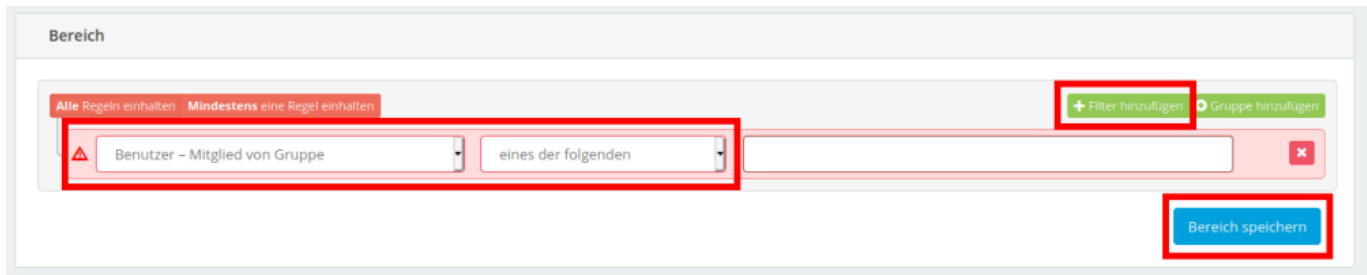 Bereich
Alle Regeln einhalten Mindestens eine Regel einhalten Filter hinzufügen Gruppe hinzufügen
Benutzer – Mitglied von Gruppe eines der folgenden
Bereich speichern